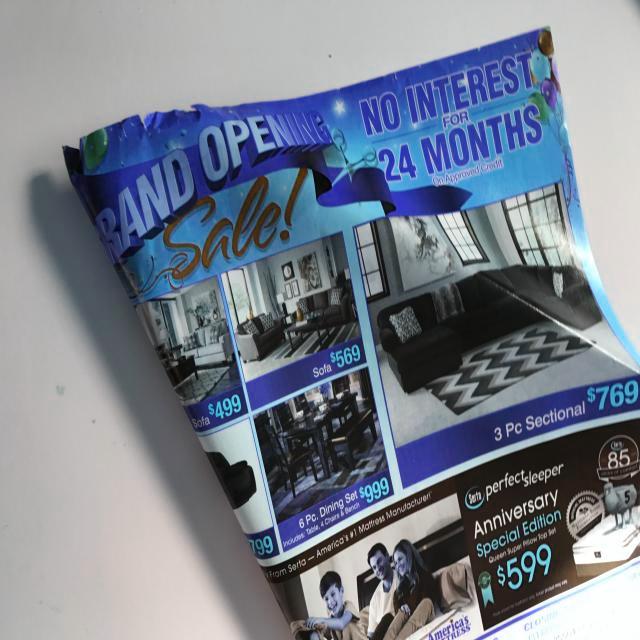 RAND OPENING
Sale!
NO INTEREST
FOR
24 MONTHS
On Approved Credit
Sofa $499
Sofa $569
6 Pc. Dining Set $999
Includes: Table, 4 Chairs & Bench
799
3 Pc Sectional $769
From Serta — America's #1 Mattress Manufacturer
Serta perfectsleeper
Anniversary
Special Edition
Queen Super Pillow Top Set
$599
85
America's